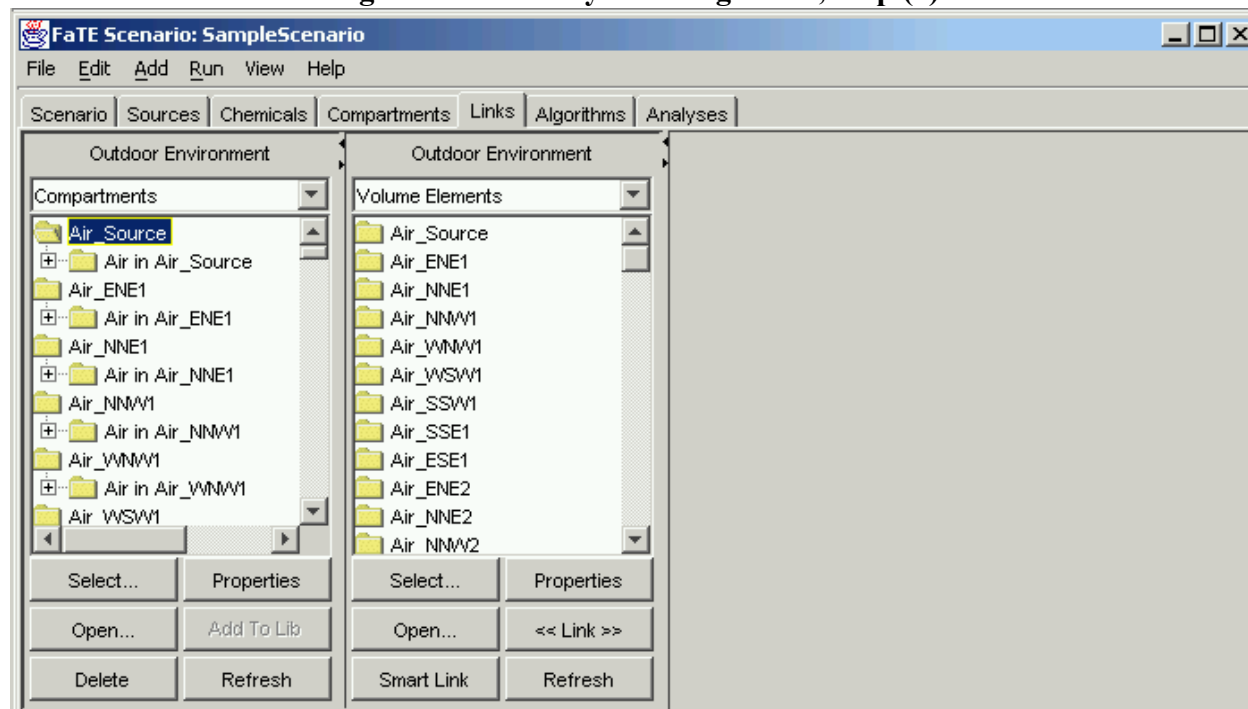 FaTE Scenario: SampleScenario
File Edit Add Run View Help
Scenario Sources Chemicals Compartments Links Algorithms Analyses
Outdoor Environment
Compartments
Air_Source
Air in Air_Source
Air_ENE1
Air in Air_ENE1
Air_NNE1
Air in Air_NNE1
Air_NNW1
Air in Air_NNW1
Air_WNW1
Air in Air_WNW1
Air_WSW1
Select... Properties
Open... Add To Lib
Delete Refresh
Outdoor Environment
Volume Elements
Air_Source
Air_ENE1
Air_NNE1
Air_NNW1
Air_WNW1
Air_WSW1
Air_SSW1
Air_SSE1
Air_ESE1
Air_ENE2
Air_NNE2
Air_NNW2
Select... Properties
Open... << Link >>
Smart Link Refresh